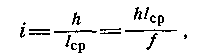 i = h/l_ср = hl_ср/f ,